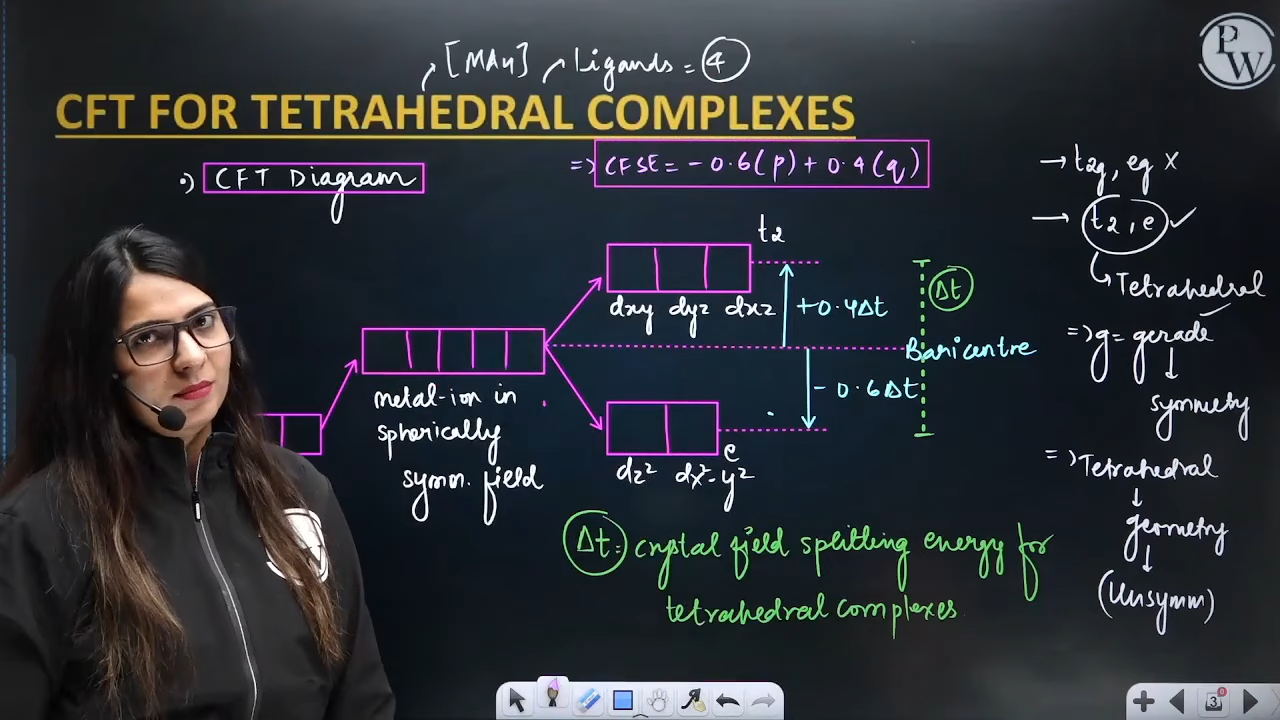 [MA4] Ligands = 4
CFT FOR TETRAHEDRAL COMPLEXES
PW
•) CFT Diagram
=> CFSE = - 0.6(p) + 0.4(q)
→ t2g, eg ×
→ t2, e ✓
Tetrahedral
t2
dxy dyz dxz
+0.4Δt
Δt
Baricentre
- 0.6Δt
metal-ion in
spherically
symm. field
e
dz² dx²-y²
=> g = gerade
↓
symmetry
=> Tetrahedral
↓
geometry
↓
(Unsymm)
Δt = crystal field splitting energy for
tetrahedral complexes
3